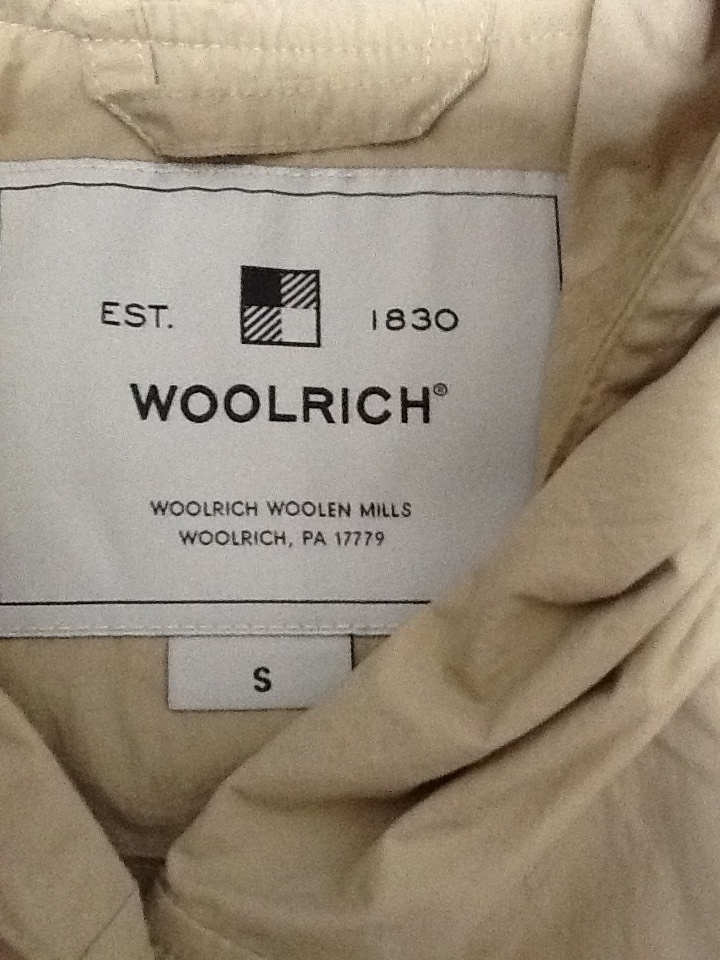 EST. 1830
WOOLRICH®
WOOLRICH WOOLEN MILLS
WOOLRICH, PA 17779
S